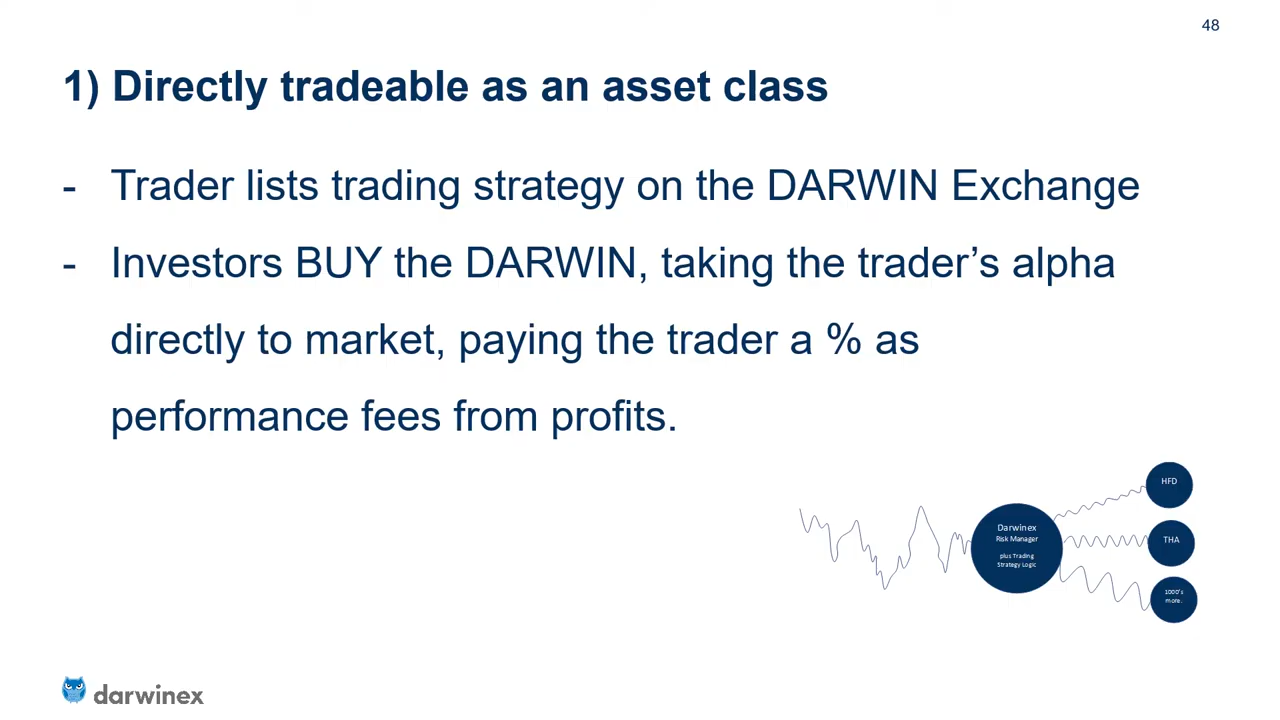 48
1) Directly tradeable as an asset class
- Trader lists trading strategy on the DARWIN Exchange
- Investors BUY the DARWIN, taking the trader’s alpha
directly to market, paying the trader a % as
performance fees from profits.
HFD
Darwinex
Risk Manager
plus Trading
Strategy Logic
THA
1000's
more.
darwinex